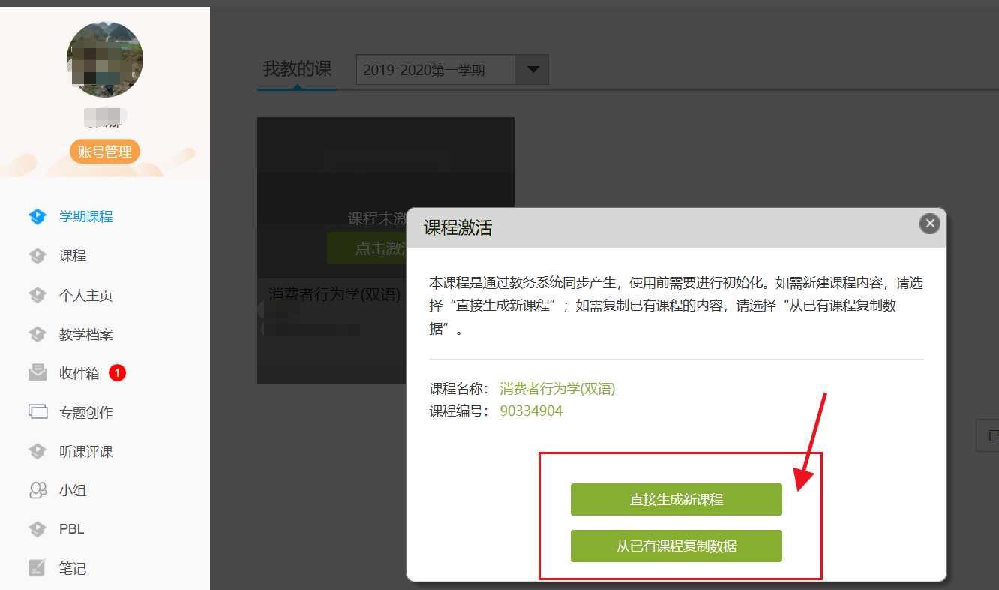 账号管理
学期课程
课程
个人主页
教学档案
收件箱
1
专题创作
听课评课
小组
PBL
笔记
我教的课
2019-2020第一学期
课程未激
点击激
消费者行为学(双语)
课程激活
本课程是通过教务系统同步产生，使用前需要进行初始化。如需新建课程内容，请选
择“直接生成新课程”；如需复制已有课程的内容，请选择“从已有课程复制数
据”。
课程名称： 消费者行为学(双语)
课程编号： 90334904
直接生成新课程
从已有课程复制数据